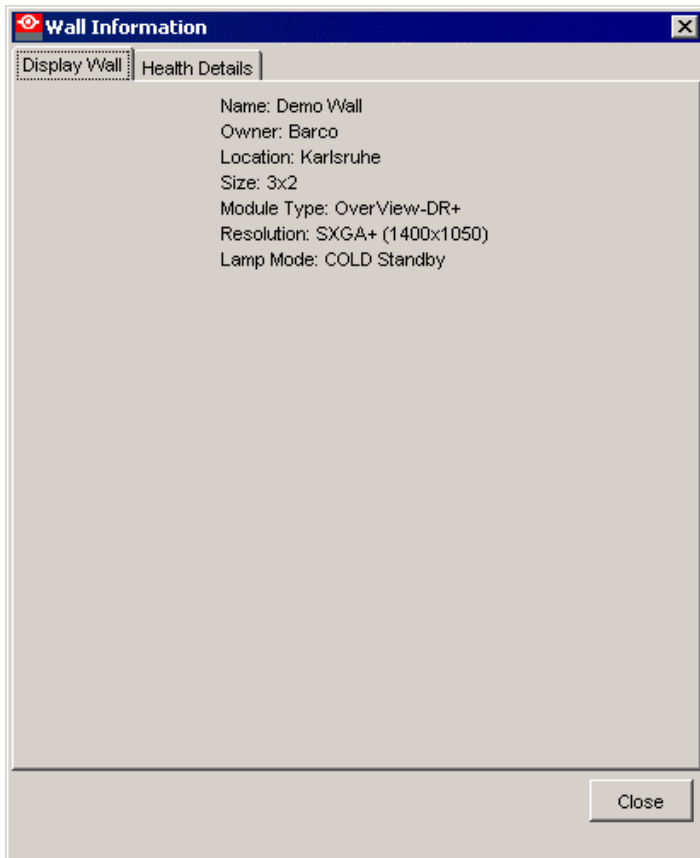 Wall Information
Display Wall Health Details
Name: Demo Wall
Owner: Barco
Location: Karlsruhe
Size: 3x2
Module Type: OverView-DR+
Resolution: SXGA+ (1400x1050)
Lamp Mode: COLD Standby
Close